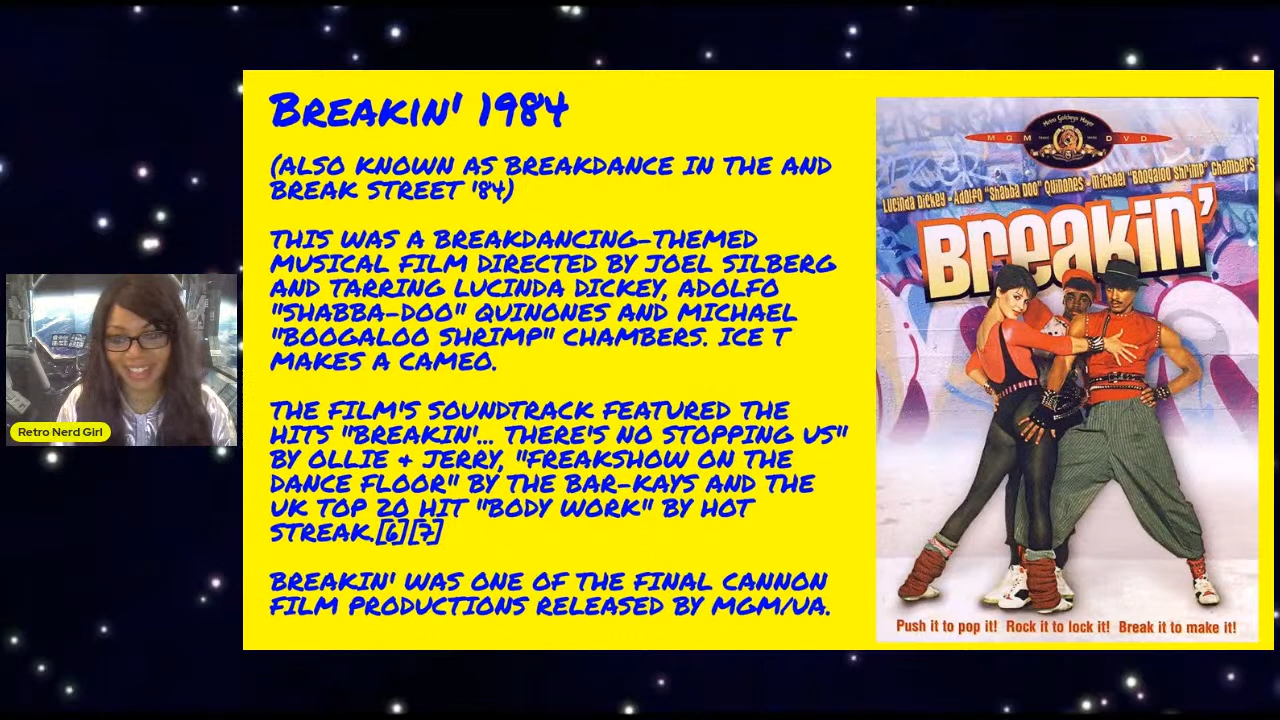 BREAKIN' 1984
(ALSO KNOWN AS BREAKDANCE IN THE AND
BREAK STREET '84)
THIS WAS A BREAKDANCING-THEMED
MUSICAL FILM DIRECTED BY JOEL SILBERG
AND TARRING LUCINDA DICKEY, ADOLFO
"SHABBA-DOO" QUINONES AND MICHAEL
"BOOGALOO SHRIMP" CHAMBERS. ICE T
MAKES A CAMEO.
THE FILM'S SOUNDTRACK FEATURED THE
HITS "BREAKIN'... THERE'S NO STOPPING US"
BY OLLIE + JERRY, "FREAKSHOW ON THE
DANCE FLOOR" BY THE BAR-KAYS AND THE
UK TOP 20 HIT "BODY WORK" BY HOT
STREAK.[6][7]
BREAKIN' WAS ONE OF THE FINAL CANNON
FILM PRODUCTIONS RELEASED BY MGM/UA.
Metro Goldwyn Mayer
MGM DVD
Lucinda Dickey - Adolfo "Shabba Doo" Quinones - Michael "Boogaloo Shrimp" Chambers
Breakin'
Push it to pop it! Rock it to lock it! Break it to make it!
Retro Nerd Girl